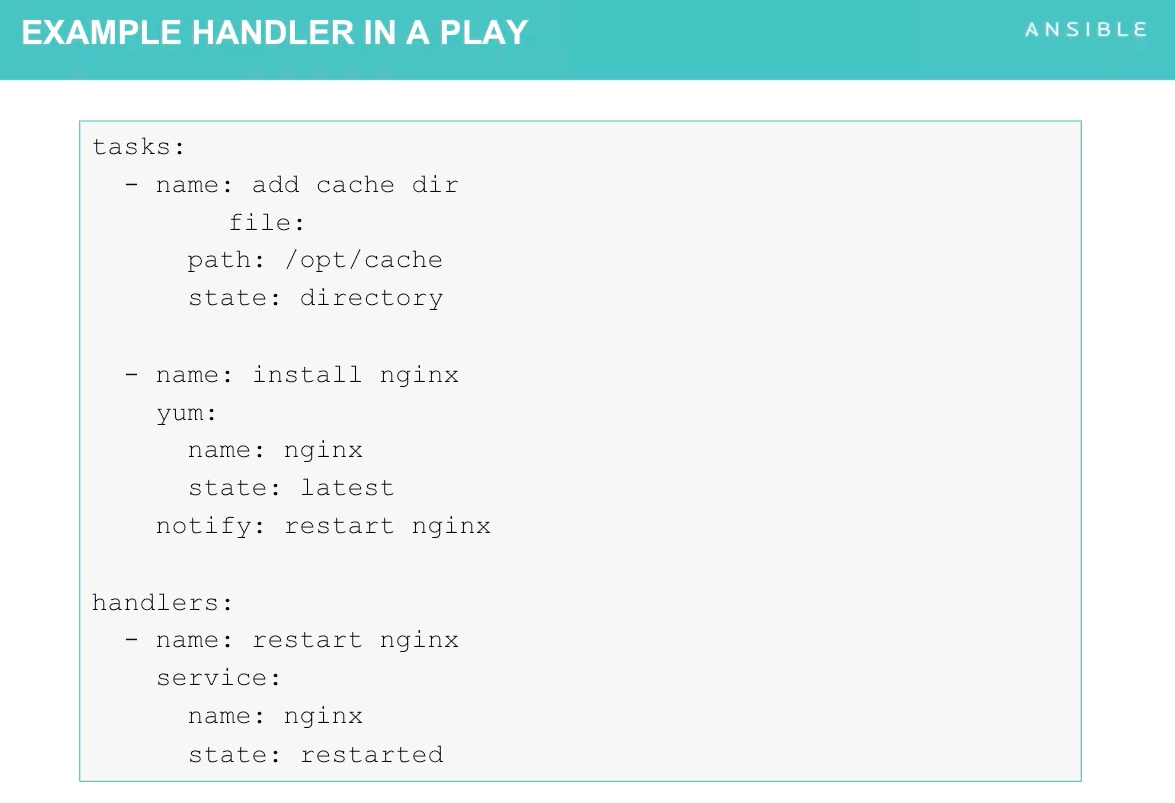 EXAMPLE HANDLER IN A PLAY
ANSIBLE
tasks:
  - name: add cache dir
         file:
      path: /opt/cache
      state: directory

  - name: install nginx
    yum:
      name: nginx
      state: latest
    notify: restart nginx

handlers:
  - name: restart nginx
    service:
      name: nginx
      state: restarted